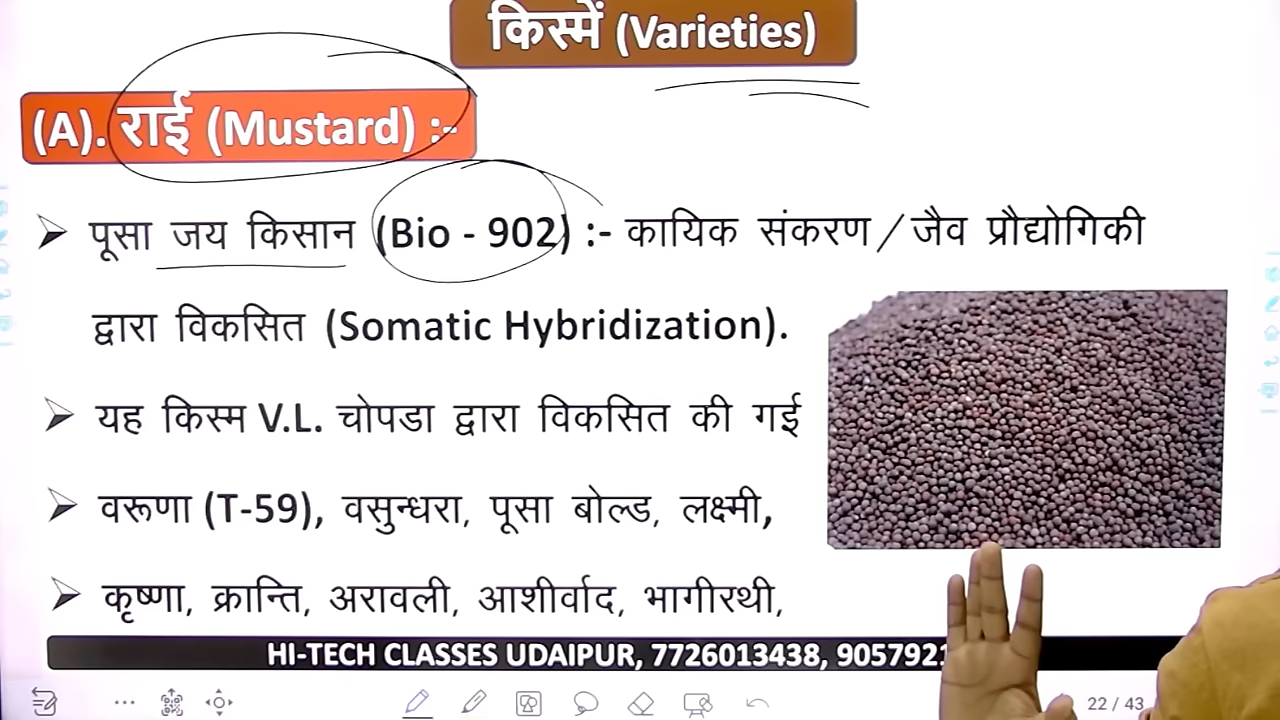 किस्में (Varieties)
(A). राई (Mustard) :-
पूसा जय किसान (Bio - 902) :- कायिक संकरण / जैव प्रौद्योगिकी
द्वारा विकसित (Somatic Hybridization).
यह किस्म V.L. चोपडा द्वारा विकसित की गई
वरूणा (T-59), वसुन्धरा, पूसा बोल्ड, लक्ष्मी,
कृष्णा, क्रान्ति, अरावली, आशीर्वाद, भागीरथी,
HI-TECH CLASSES UDAIPUR, 7726013438, 9057921
22 / 43